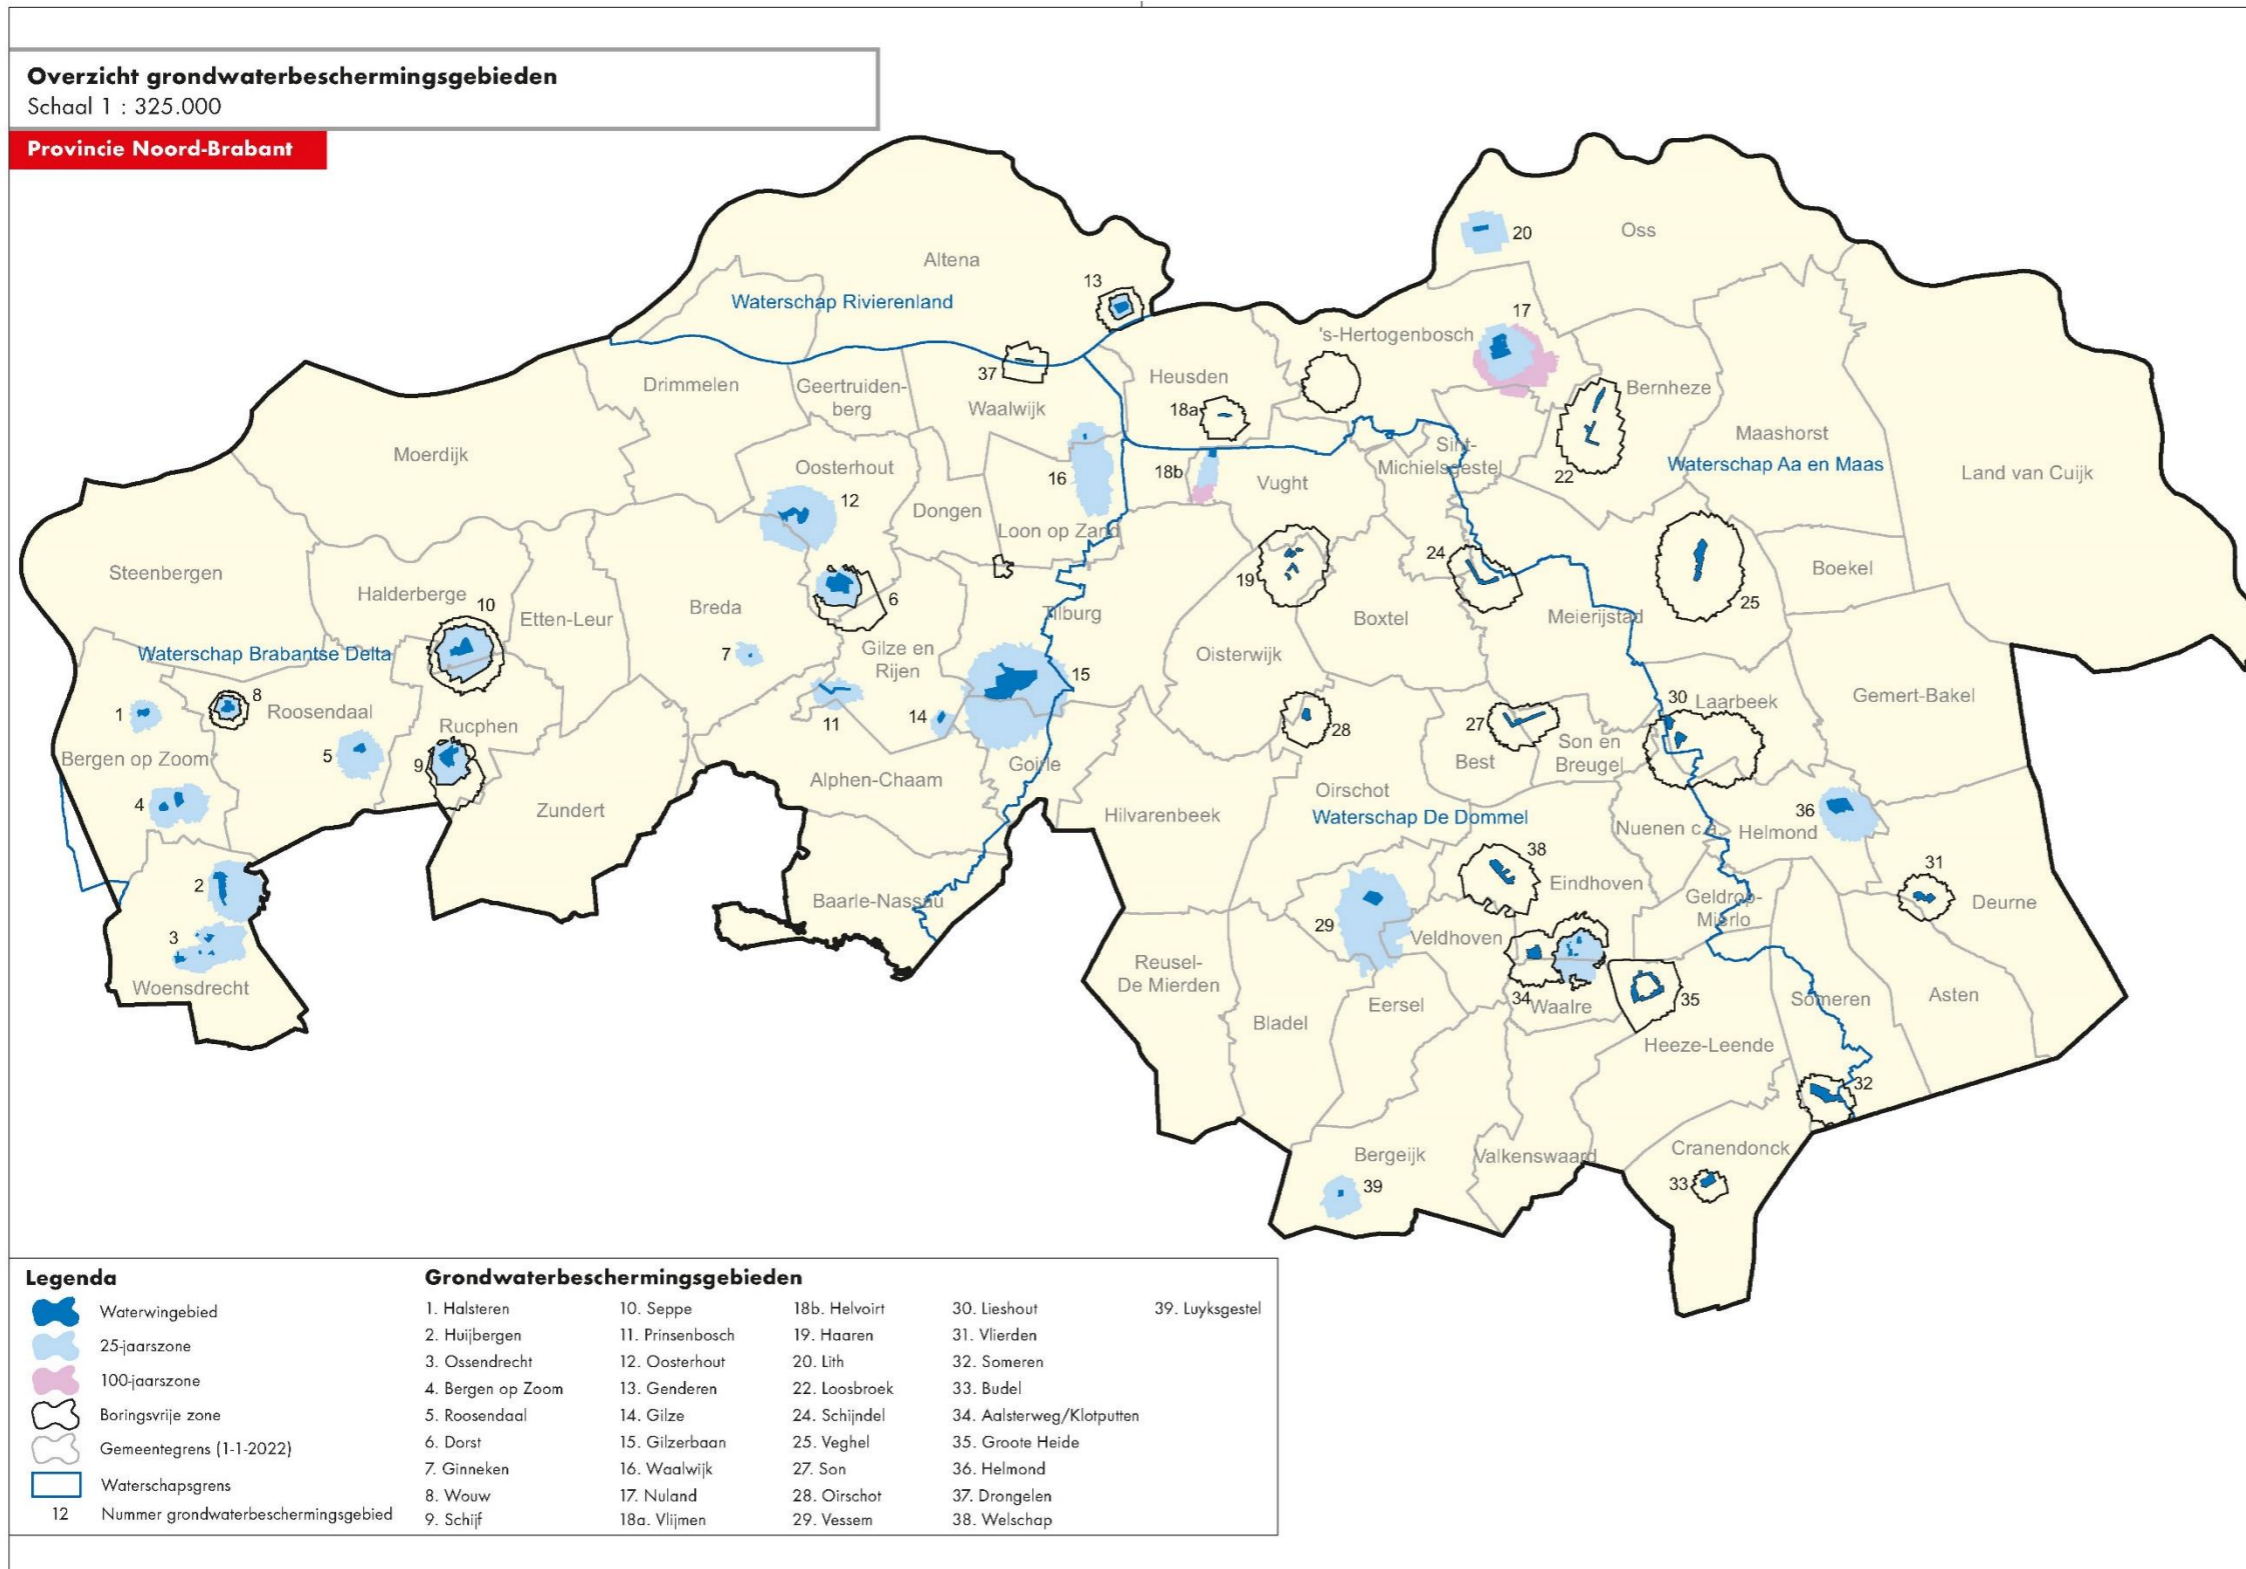 Overzicht grondwaterbeschermingsgebieden
Schaal 1 : 325.000
Provincie Noord-Brabant
Oss
20
Altena
13
Waterschap Rivierenland
17
's-Hertogenbosch
37
Drimmelen
Geertruiden-
berg
Waalwijk
Heusden
18a
Bernheze
Maashorst
Moerdijk
Oosterhout
12
16
18b
Vught
Sint-
Michielsgestel
22
Waterschap Aa en Maas
Land van Cuijk
Dongen
Loon op Zand
Steenbergen
Halderberge
10
Etten-Leur
Breda
6
19
24
Boxtel
Meierijstad
25
Boekel
Tilburg
Waterschap Brabantse Delta
7
Gilze en
Rijen
15
Oisterwijk
Gemert-Bakel
1
8
Roosendaal
Rucphen
11
14
28
27
30
Laarbeek
Bergen op Zoom
5
9
Best
Son en
Breugel
Goirle
4
Zundert
Alphen-Chaam
Hilvarenbeek
Oirschot
Waterschap De Dommel
Nuenen c.a.
Helmond
36
2
Baarle-Nassau
38
Eindhoven
31
Deurne
Geldrop-
Mierlo
3
29
Veldhoven
Woensdrecht
Reusel-
De Mierden
Bladel
Eersel
34
Waalre
35
Someren
Asten
Heeze-Leende
32
Bergeijk
Valkenswaard
Cranendonck
39
33
Legenda
Waterwingebied
25-jaarszone
100-jaarszone
Boringsvrije zone
Gemeentegrens (1-1-2022)
Waterschapsgrens
12 Nummer grondwaterbeschermingsgebied
Grondwaterbeschermingsgebieden
1. Halsteren
2. Huijbergen
3. Ossendrecht
4. Bergen op Zoom
5. Roosendaal
6. Dorst
7. Ginneken
8. Wouw
9. Schijf
10. Seppe
11. Prinsenbosch
12. Oosterhout
13. Genderen
14. Gilze
15. Gilzerbaan
16. Waalwijk
17. Nuland
18a. Vlijmen
18b. Helvoirt
19. Haaren
20. Lith
22. Loosbroek
24. Schijndel
25. Veghel
27. Son
28. Oirschot
29. Vessem
30. Lieshout
31. Vlierden
32. Someren
33. Budel
34. Aalsterweg/Klotputten
35. Groote Heide
36. Helmond
37. Drongelen
38. Welschap
39. Luyksgestel